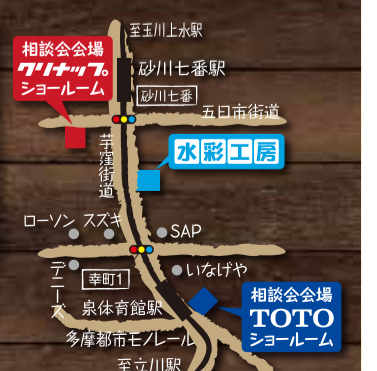 至玉川上水駅
相談会会場
クリナップ
ショールーム
砂川七番駅
砂川七番
五日市街道
芋窪街道
水彩工房
ローソン
スズキ
SAP
デニーズ
幸町1
いなげや
泉体育館駅
相談会会場
TOTO
ショールーム
多摩都市モノレール
至立川駅